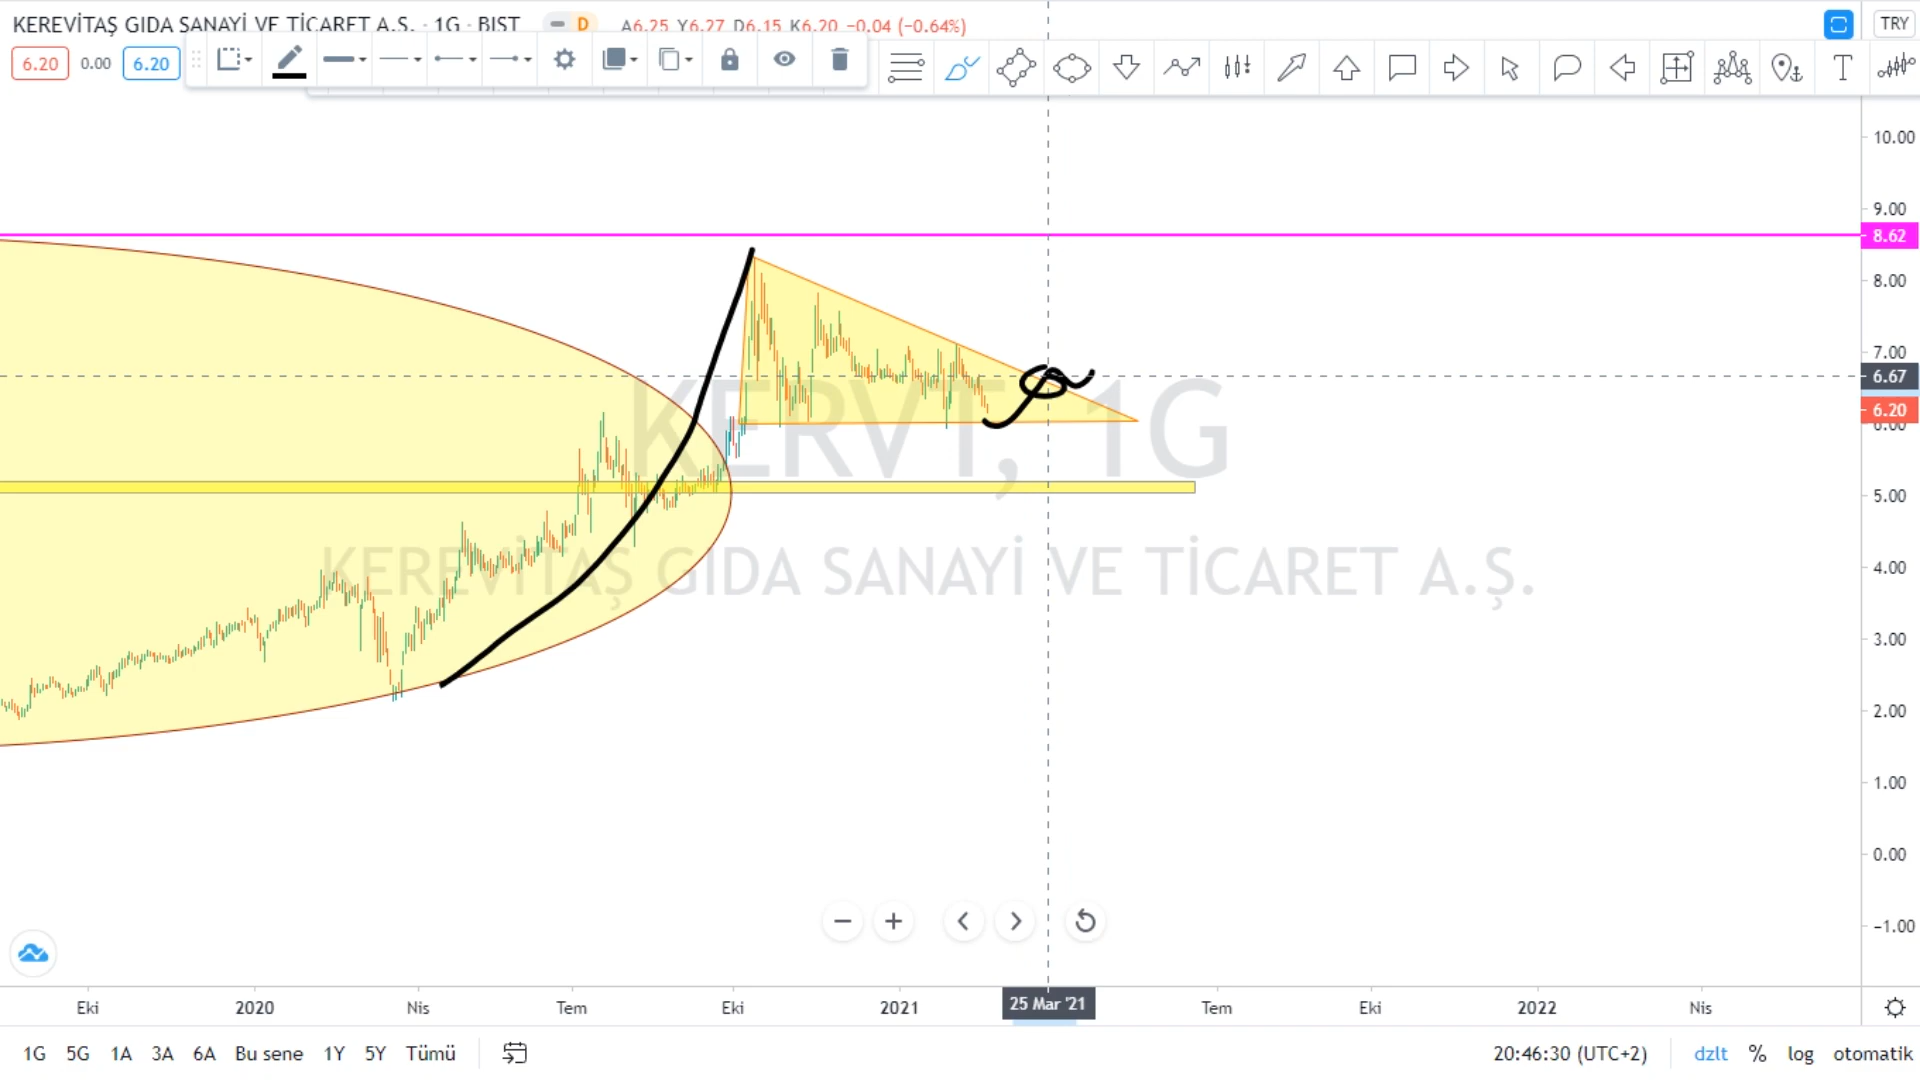 KEREVİTAŞ GIDA SANAYİ VE TİCARET A.Ş. · 1G · BIST D A6.25 Y6.27 D6.15 K6.20 −0.04 (−0.64%) TRY
6.20 0.00 6.20 T
10.00
9.00
8.62
8.00
7.00
6.67
6.20
6.00
5.00
4.00
3.00
2.00
1.00
0.00
−1.00
KERVT, 1G
KEREVİTAŞ GIDA SANAYİ VE TİCARET A.Ş.
Eki 2020 Nis Tem Eki 2021 25 Mar '21 Tem Eki 2022 Nis
1G 5G 1A 3A 6A Bu sene 1Y 5Y Tümü 20:46:30 (UTC+2) dzlt % log otomatik